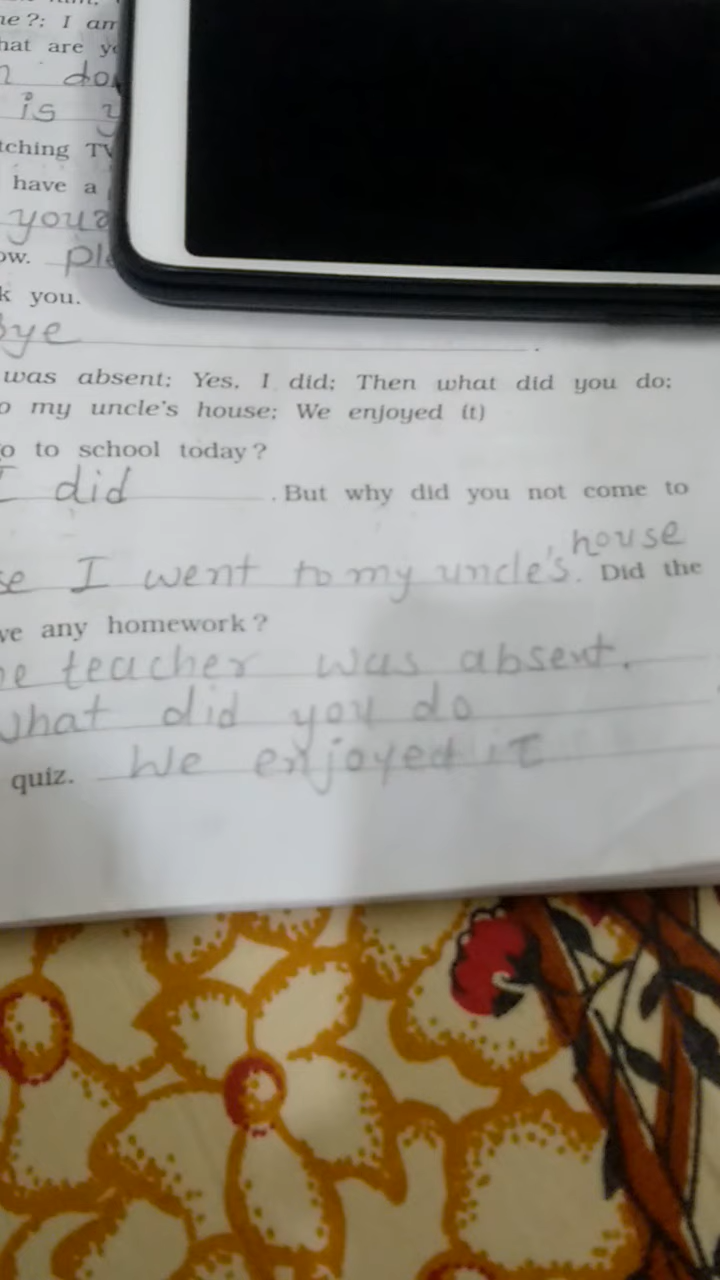 I am
hat are
do
is
tching TV
have a
you?
ow.
k you.
Bye
was absent; Yes, I did; Then what did you do;
o my uncle's house; We enjoyed it)
o to school today?
I did . But why did you not come to
house
se I went to my uncle's. Did the
ve any homework?
he teacher was absent.
What did you do
quiz. We enjoyed it